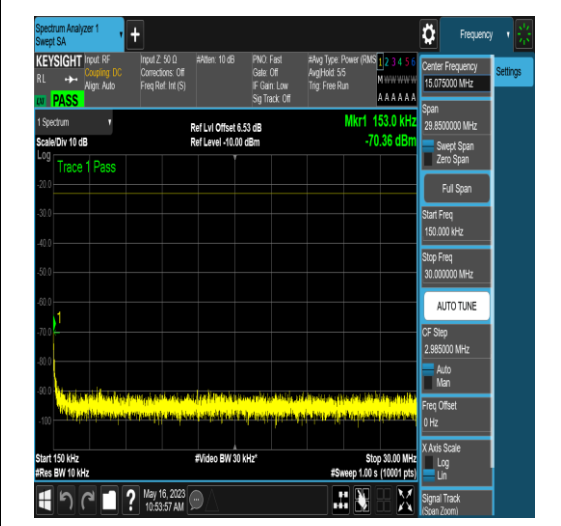 Spectrum Analyzer 1
Swept SA
Frequency
KEYSIGHT
RL
PASS
Input: RF
Coupling: DC
Align: Auto
Input Z: 50 Ω
Corrections: Off
Freq Ref: Int (S)
#Atten: 10 dB
PNO: Fast
Gate: Off
IF Gain: Low
Sig Track: Off
#Avg Type: Power (RMS
Avg|Hold: 5/5
Trig: Free Run
1 2 3 4 5 6
M W W W W W
A A A A A A
1 Spectrum
Scale/Div 10 dB
Ref Lvl Offset 6.53 dB
Ref Level -10.00 dBm
Mkr1 153.0 kHz
-70.36 dBm
Log
Trace 1 Pass
-20.0
-30.0
-40.0
-50.0
-60.0
1
-70.0
-80.0
-90.0
-100
Start 150 kHz
#Res BW 10 kHz
#Video BW 30 kHz*
Stop 30.00 MHz
#Sweep 1.00 s (10001 pts)
May 16, 2023
10:53:57 AM
Center Frequency
15.075000 MHz
Settings
Span
29.8500000 MHz
Swept Span
Zero Span
Full Span
Start Freq
150.000 kHz
Stop Freq
30.000000 MHz
AUTO TUNE
CF Step
2.985000 MHz
Auto
Man
Freq Offset
0 Hz
X Axis Scale
Log
Lin
Signal Track
(Span Zoom)